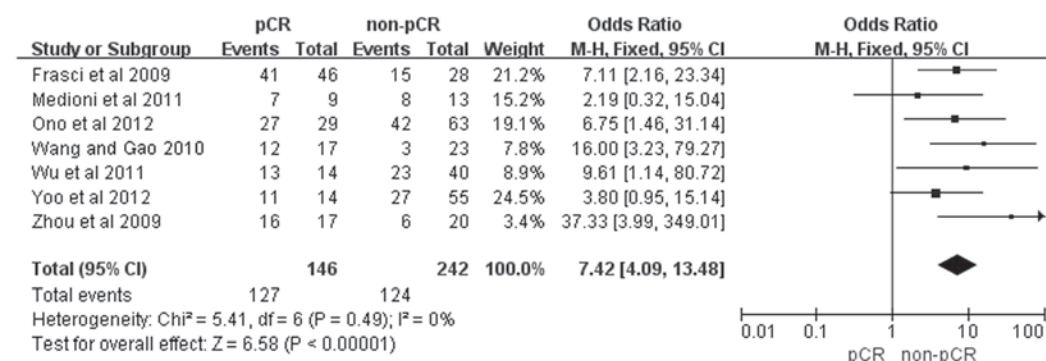 pCR non-pCR Odds Ratio Odds Ratio
Study or Subgroup Events Total Events Total Weight M-H, Fixed, 95% CI M-H, Fixed, 95% CI
Frasci et al 2009 41 46 15 28 21.2% 7.11 [2.16, 23.34]
Medioni et al 2011 7 9 8 13 15.2% 2.19 [0.32, 15.04]
Ono et al 2012 27 29 42 63 19.1% 6.75 [1.46, 31.14]
Wang and Gao 2010 12 17 3 23 7.8% 16.00 [3.23, 79.27]
Wu et al 2011 13 14 23 40 8.9% 9.61 [1.14, 80.72]
Yoo et al 2012 11 14 27 55 24.5% 3.80 [0.95, 15.14]
Zhou et al 2009 16 17 6 20 3.4% 37.33 [3.99, 349.01]
Total (95% CI) 146 242 100.0% 7.42 [4.09, 13.48]
Total events 127 124
Heterogeneity: Chi² = 5.41, df = 6 (P = 0.49); I² = 0%
Test for overall effect: Z = 6.58 (P < 0.00001)
0.01 0.1 1 10 100
pCR non-pCR